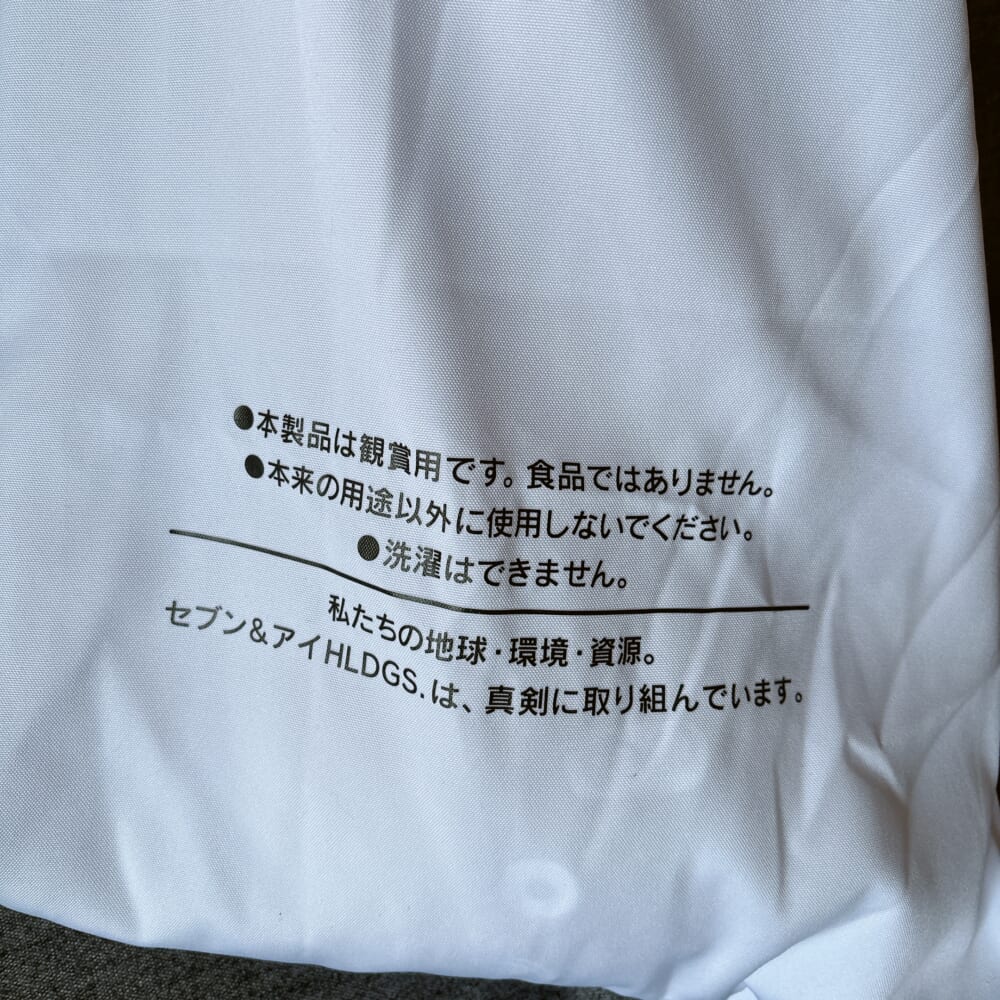 ●本製品は観賞用です。食品ではありません。
●本来の用途以外に使用しないでください。
●洗濯はできません。
私たちの地球・環境・資源。
セブン&アイHLDGS.は、真剣に取り組んでいます。